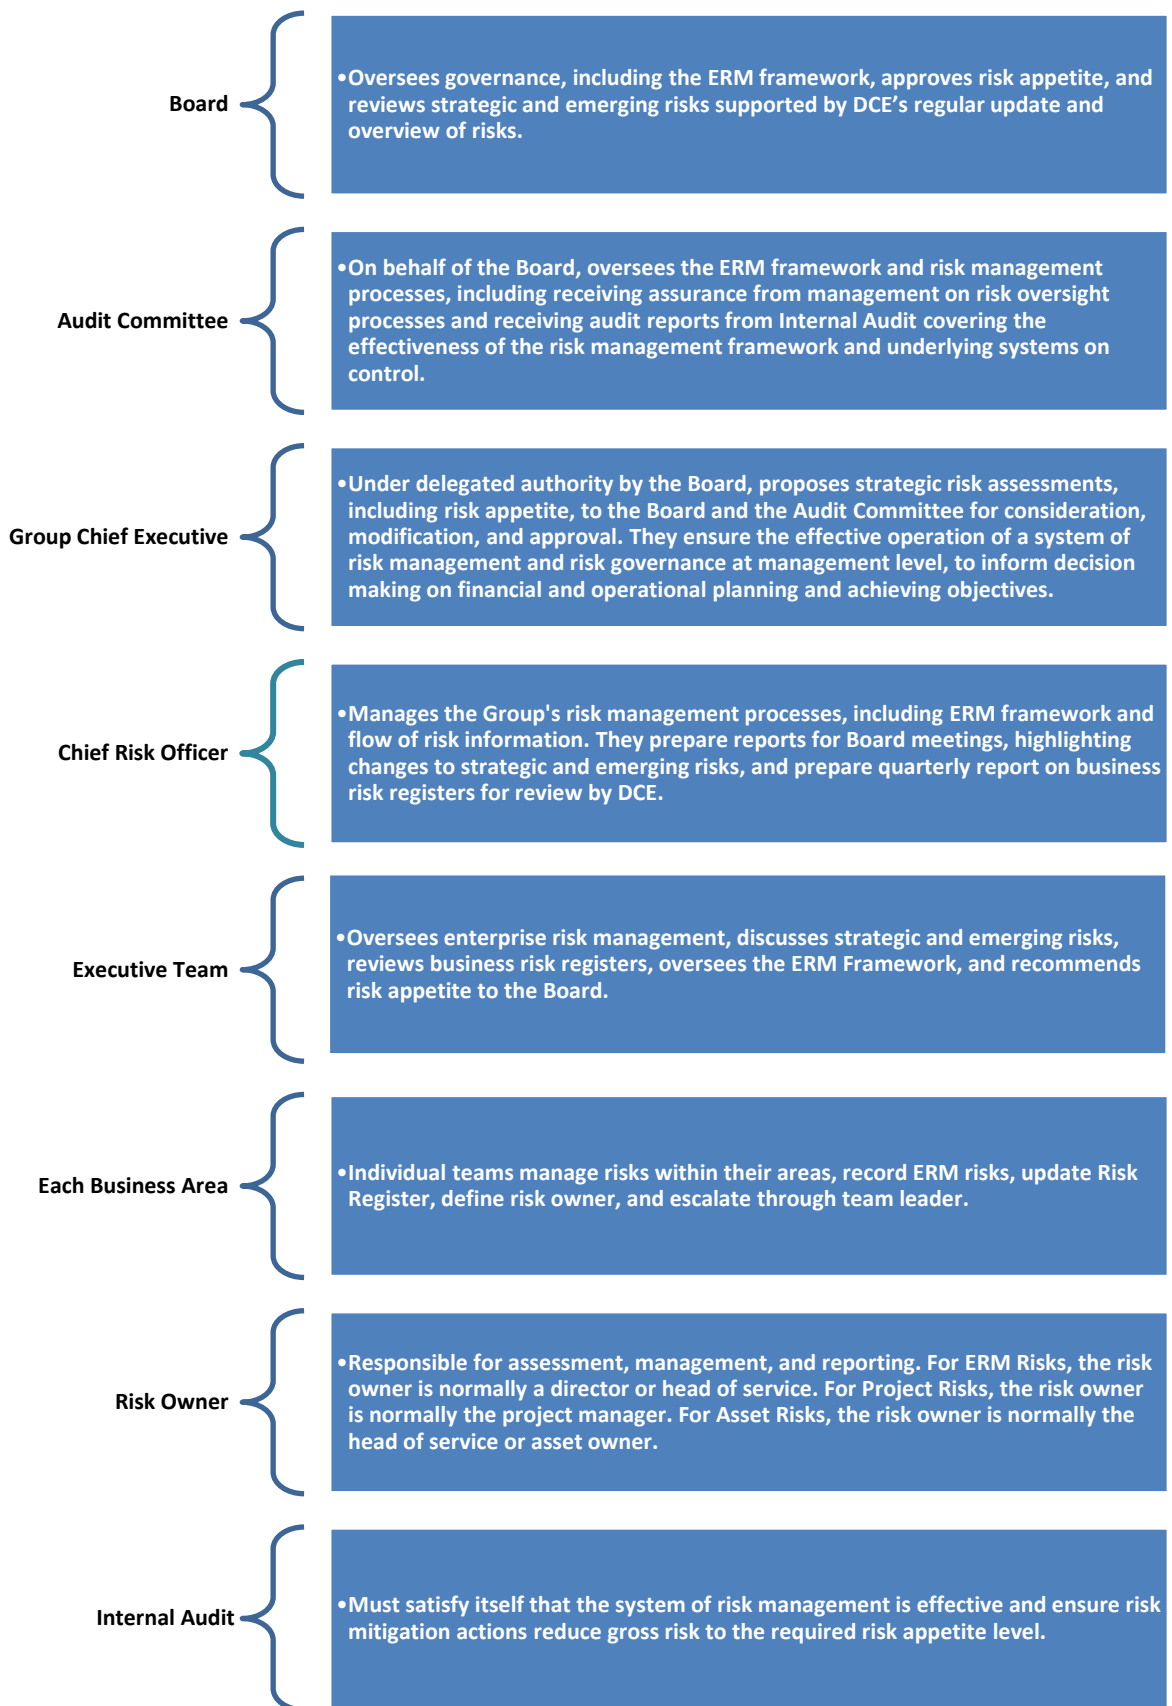 Board
•Oversees governance, including the ERM framework, approves risk appetite, and
reviews strategic and emerging risks supported by DCE’s regular update and
overview of risks.
Audit Committee
•On behalf of the Board, oversees the ERM framework and risk management
processes, including receiving assurance from management on risk oversight
processes and receiving audit reports from Internal Audit covering the
effectiveness of the risk management framework and underlying systems on
control.
Group Chief Executive
•Under delegated authority by the Board, proposes strategic risk assessments,
including risk appetite, to the Board and the Audit Committee for consideration,
modification, and approval. They ensure the effective operation of a system of
risk management and risk governance at management level, to inform decision
making on financial and operational planning and achieving objectives.
Chief Risk Officer
•Manages the Group's risk management processes, including ERM framework and
flow of risk information. They prepare reports for Board meetings, highlighting
changes to strategic and emerging risks, and prepare quarterly report on business
risk registers for review by DCE.
Executive Team
•Oversees enterprise risk management, discusses strategic and emerging risks,
reviews business risk registers, oversees the ERM Framework, and recommends
risk appetite to the Board.
Each Business Area
•Individual teams manage risks within their areas, record ERM risks, update Risk
Register, define risk owner, and escalate through team leader.
Risk Owner
•Responsible for assessment, management, and reporting. For ERM Risks, the risk
owner is normally a director or head of service. For Project Risks, the risk owner
is normally the project manager. For Asset Risks, the risk owner is normally the
head of service or asset owner.
Internal Audit
•Must satisfy itself that the system of risk management is effective and ensure risk
mitigation actions reduce gross risk to the required risk appetite level.